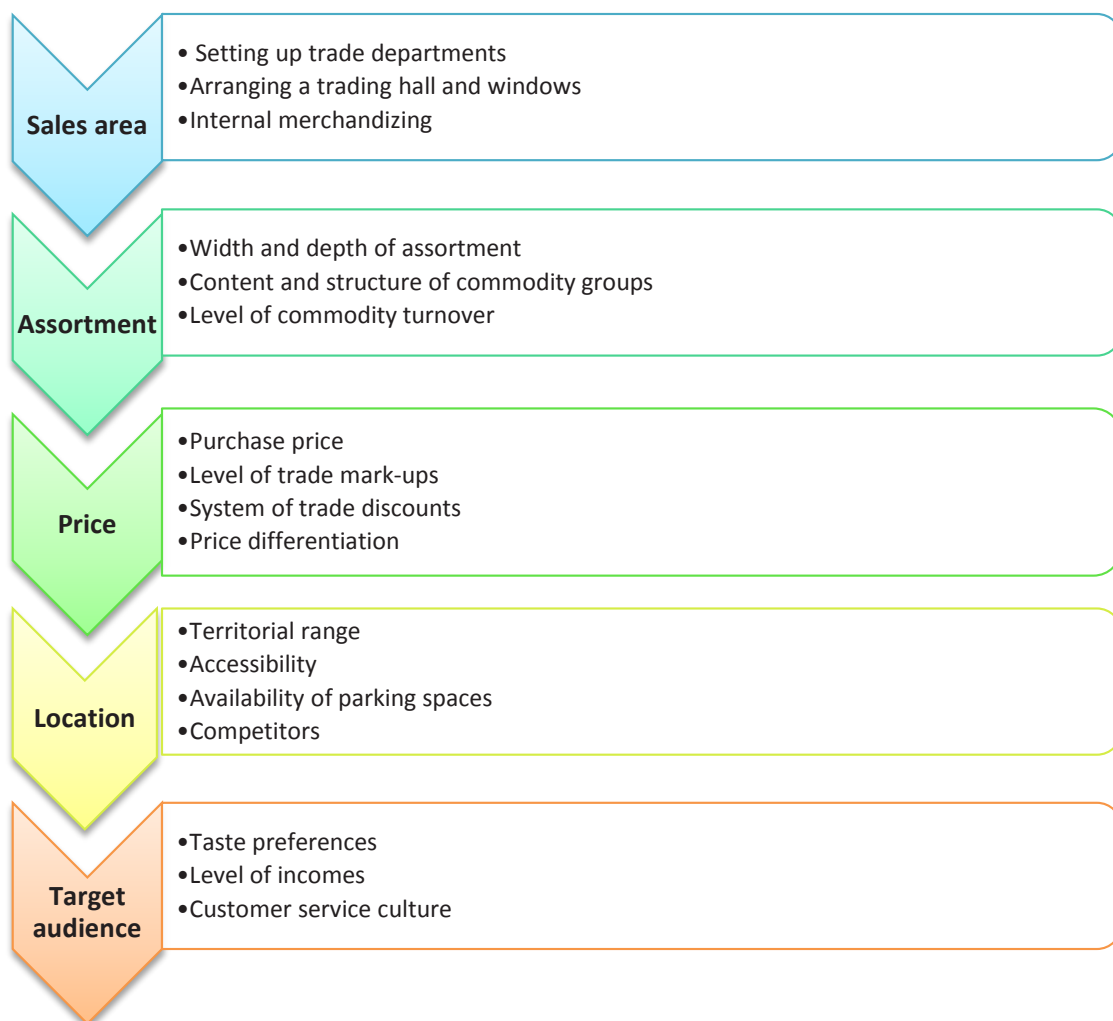 Sales area
• Setting up trade departments
•Arranging a trading hall and windows
•Internal merchandizing
Assortment
•Width and depth of assortment
•Content and structure of commodity groups
•Level of commodity turnover
Price
•Purchase price
•Level of trade mark-ups
•System of trade discounts
•Price differentiation
Location
•Territorial range
•Accessibility
•Availability of parking spaces
•Competitors
Target
audience
•Taste preferences
•Level of incomes
•Customer service culture